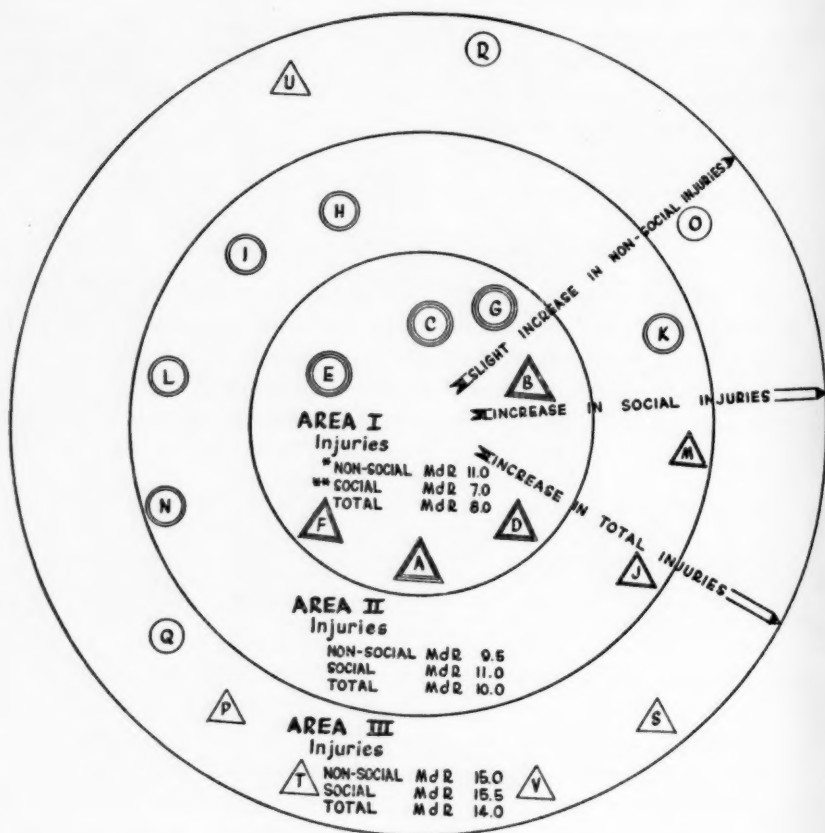 R
U
SLIGHT INCREASE IN NON-SOCIAL INJURIES
H
O
I
G
C
K
E
B
L
INCREASE IN SOCIAL INJURIES
AREA I
Injuries
M
INCREASE IN TOTAL INJURIES
* NON-SOCIAL MdR 11.0
** SOCIAL MdR 7.0
TOTAL MdR 8.0
N
F
D
A
J
AREA II
Injuries
Q
NON-SOCIAL MdR 9.5
SOCIAL MdR 11.0
TOTAL MdR 10.0
P
S
AREA III
Injuries
T
V
NON-SOCIAL MdR 15.0
SOCIAL MdR 15.5
TOTAL MdR 14.0